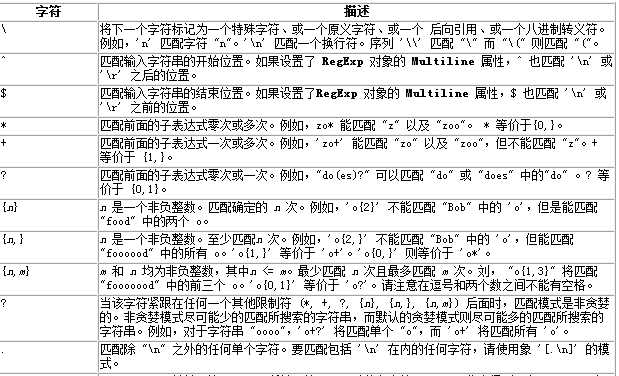 字符 描述
\ 将下一个字符标记为一个特殊字符、或一个原义字符、或一个 后向引用、或一个八进制转义符。
例如，'n' 匹配字符 "n"。'\n' 匹配一个换行符。序列 '\\' 匹配 "\" 而 "\(" 则匹配 "("。
^ 匹配输入字符串的开始位置。如果设置了 RegExp 对象的 Multiline 属性，^ 也匹配 '\n' 或
'\r' 之后的位置。
$ 匹配输入字符串的结束位置。如果设置了RegExp 对象的 Multiline 属性，$ 也匹配 '\n' 或
'\r' 之前的位置。
* 匹配前面的子表达式零次或多次。例如，zo* 能匹配 "z" 以及 "zoo"。 * 等价于{0,}。
+ 匹配前面的子表达式一次或多次。例如，'zo+' 能匹配 "zo" 以及 "zoo"，但不能匹配 "z"。+
等价于 {1,}。
? 匹配前面的子表达式零次或一次。例如，"do(es)?" 可以匹配 "do" 或 "does" 中的"do" 。? 等
价于 {0,1}。
{n} n 是一个非负整数。匹配确定的 n 次。例如，'o{2}' 不能匹配 "Bob" 中的 'o'，但是能匹配
"food" 中的两个 o。
{n,} n 是一个非负整数。至少匹配n 次。例如，'o{2,}' 不能匹配 "Bob" 中的 'o'，但能匹配
"foooood" 中的所有 o。'o{1,}' 等价于 'o+'。'o{0,}' 则等价于 'o*'。
{n,m} m 和 n 均为非负整数，其中n <= m。最少匹配 n 次且最多匹配 m 次。刘， "o{1,3}" 将匹配
"fooooood" 中的前三个 o。'o{0,1}' 等价于 'o?'。请注意在逗号和两个数之间不能有空格。
? 当该字符紧跟在任何一个其他限制符 (*, +, ?, {n}, {n,}, {n,m}) 后面时，匹配模式是非贪婪
的。非贪婪模式尽可能少的匹配所搜索的字符串，而默认的贪婪模式则尽可能多的匹配所搜索的
字符串。例如，对于字符串 "oooo"，'o+?' 将匹配单个 "o"，而 'o+' 将匹配所有 'o'。
. 匹配除 "\n" 之外的任何单个字符。要匹配包括 '\n' 在内的任何字符，请使用象 '[.\n]' 的模
式。